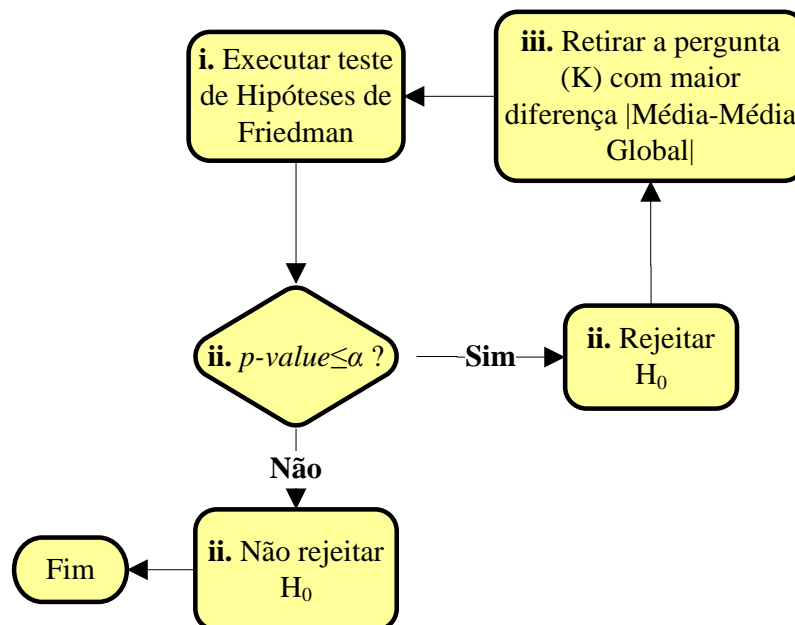 i. Executar teste
de Hipóteses de
Friedman
iii. Retirar a pergunta
(K) com maior
diferença |Média-Média
Global|
ii. p-value≤α ?
Sim
ii. Rejeitar
H₀
Não
ii. Não rejeitar
H₀
Fim